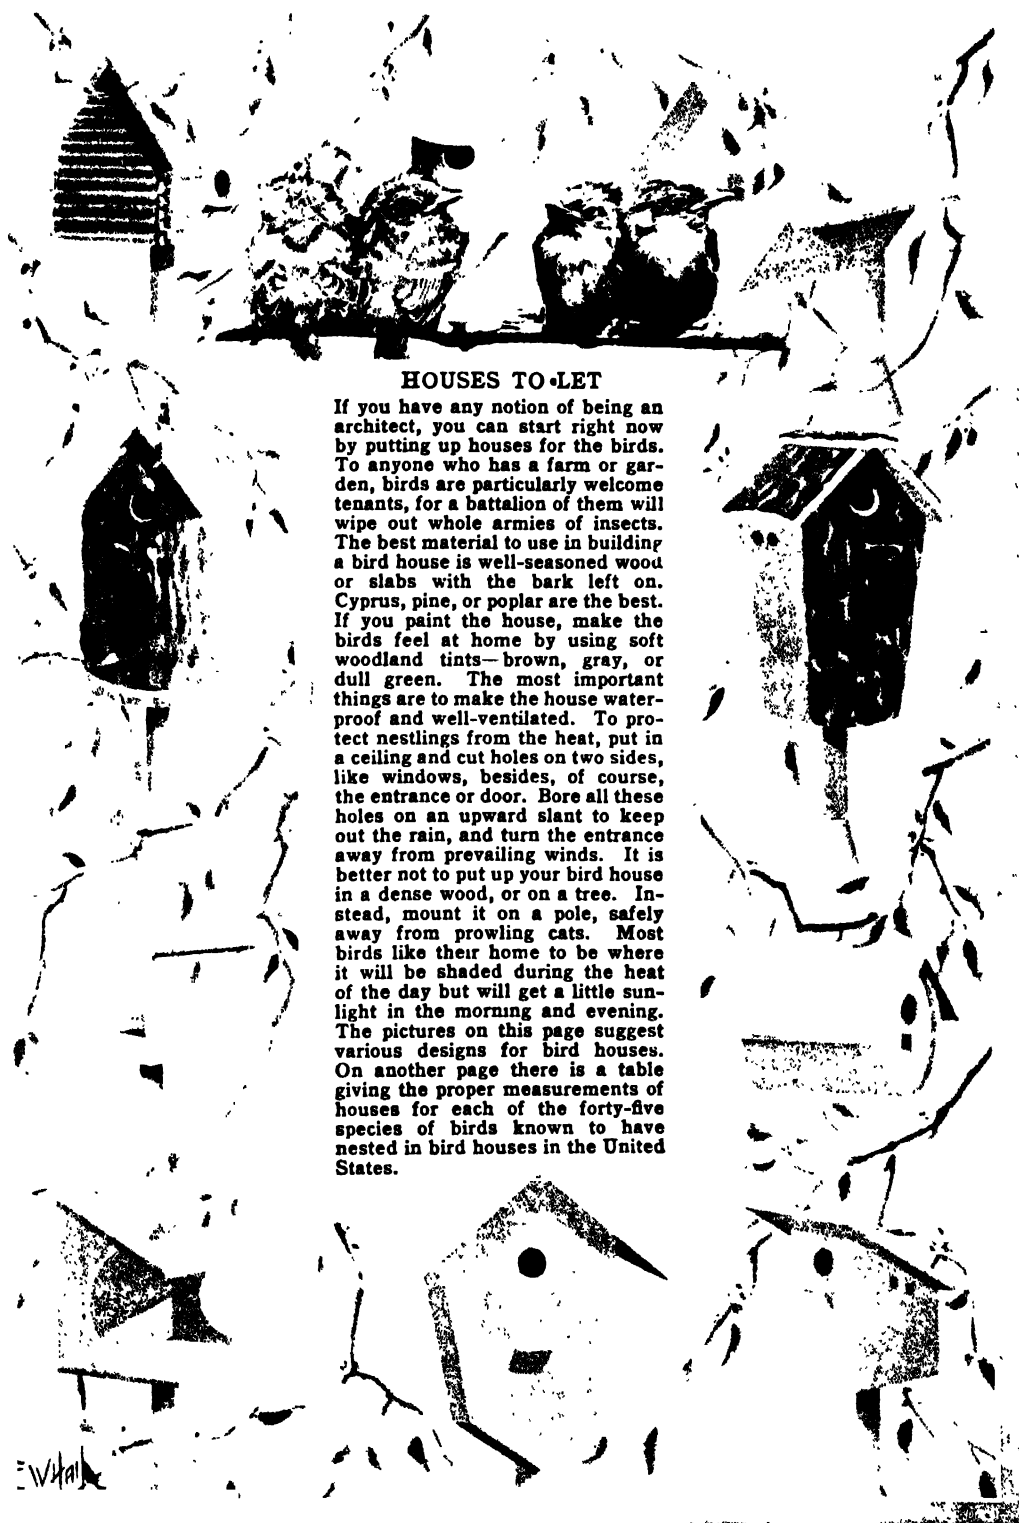 HOUSES TO•LET
If you have any notion of being an
architect, you can start right now
by putting up houses for the birds.
To anyone who has a farm or gar-
den, birds are particularly welcome
tenants, for a battalion of them will
wipe out whole armies of insects.
The best material to use in building
a bird house is well-seasoned wood
or slabs with the bark left on.
Cyprus, pine, or poplar are the best.
If you paint the house, make the
birds feel at home by using soft
woodland tints—brown, gray, or
dull green. The most important
things are to make the house water-
proof and well-ventilated. To pro-
tect nestlings from the heat, put in
a ceiling and cut holes on two sides,
like windows, besides, of course,
the entrance or door. Bore all these
holes on an upward slant to keep
out the rain, and turn the entrance
away from prevailing winds. It is
better not to put up your bird house
in a dense wood, or on a tree. In-
stead, mount it on a pole, safely
away from prowling cats. Most
birds like their home to be where
it will be shaded during the heat
of the day but will get a little sun-
light in the morning and evening.
The pictures on this page suggest
various designs for bird houses.
On another page there is a table
giving the proper measurements of
houses for each of the forty-five
species of birds known to have
nested in bird houses in the United
States.